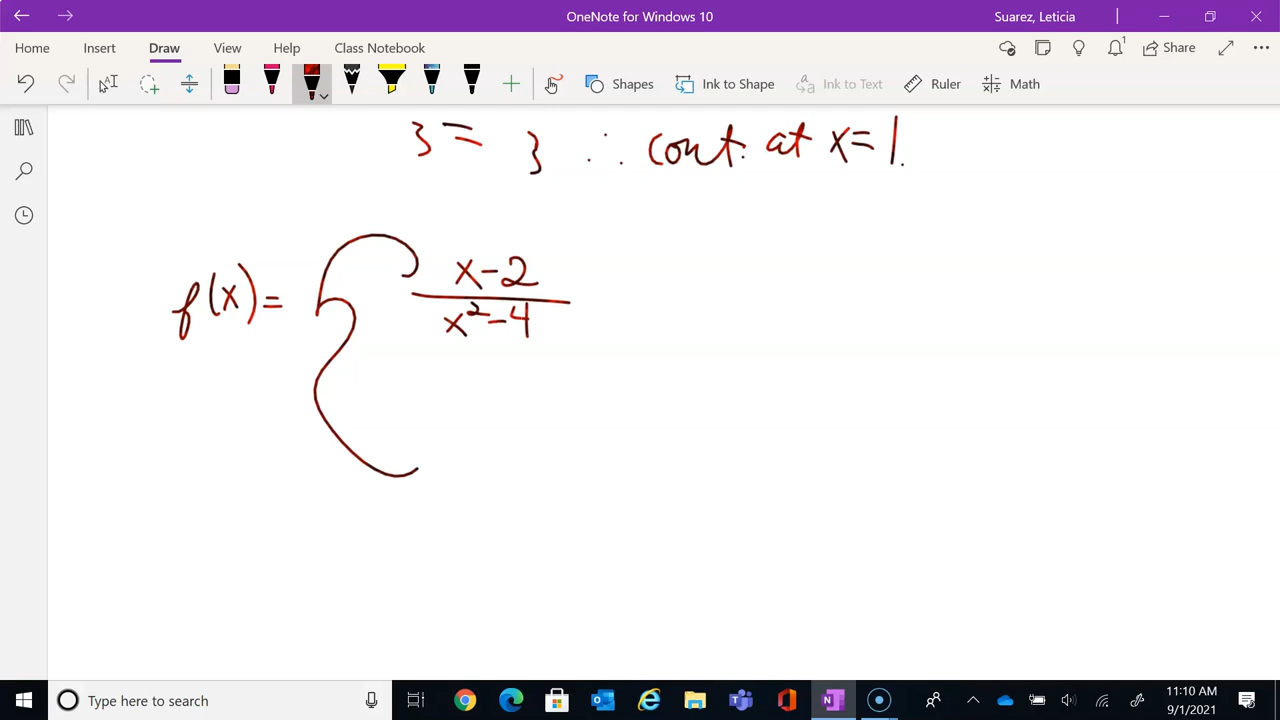 OneNote for Windows 10
Suarez, Leticia
Home Insert Draw View Help Class Notebook Share
Shapes Ink to Shape Ink to Text Ruler Math
3 = 3 ∴ cont. at x=1.
f(x)= { x-2
x²-4
Type here to search
11:10 AM
9/1/2021